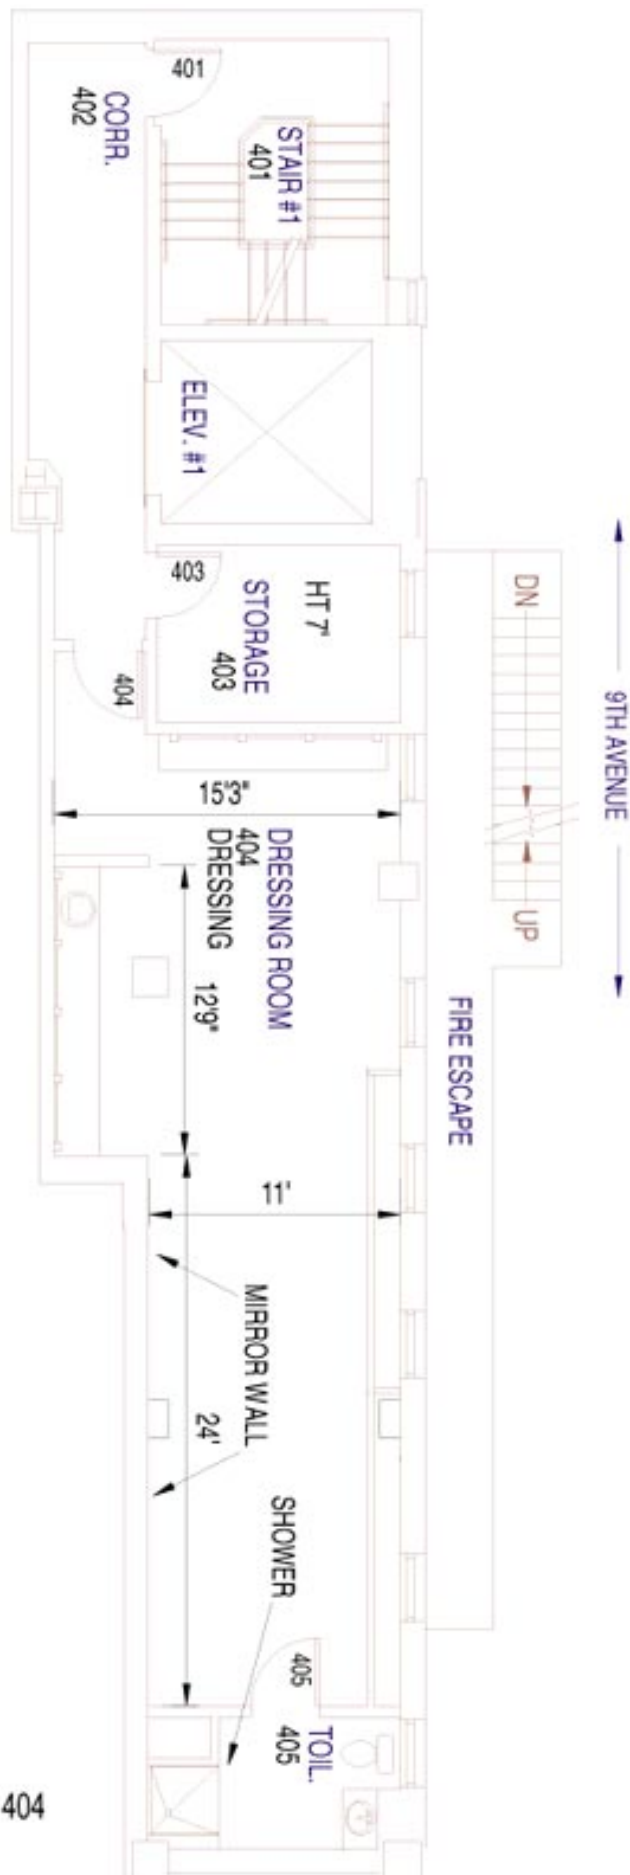 401
CORR.
402
STAIR #1
401
ELEV. #1
403
HT 7'
STORAGE
403
404
9TH AVENUE
DN
UP
FIRE ESCAPE
15'3"
DRESSING ROOM
404
DRESSING
12'9"
11'
MIRROR WALL
24'
SHOWER
405
TOIL.
405
404